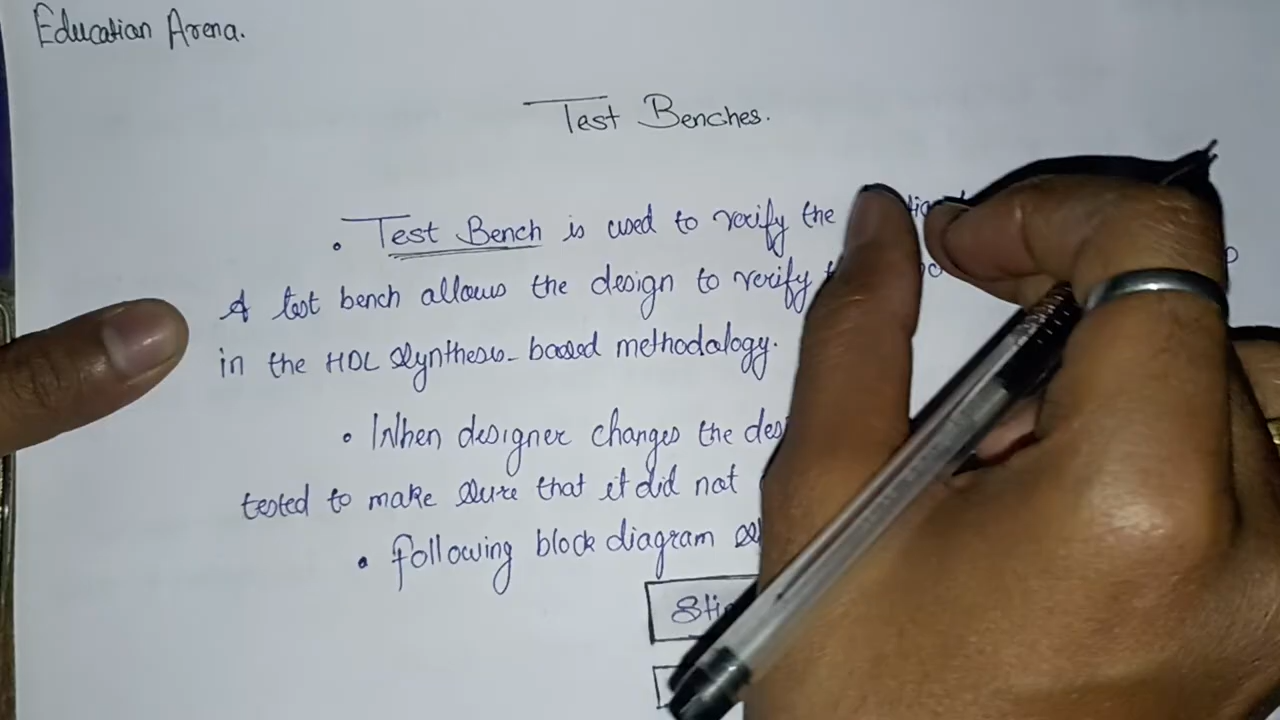 Education Arena.
Test Benches.
• Test Bench is used to verify the
A test bench allows the design to verify
in the HDL synthesis-based methodalogy.
• When designer changes the
tested to make sure that it did not
• following block diagram